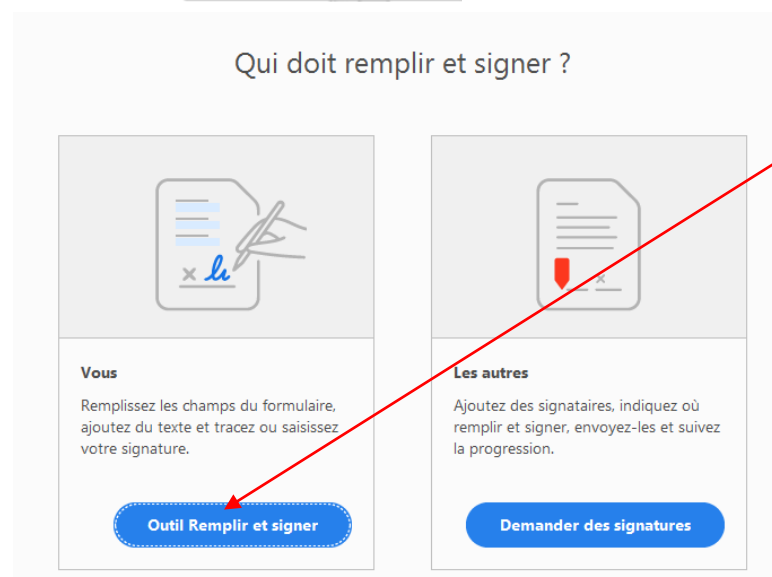 Qui doit remplir et signer ?
Vous
Remplissez les champs du formulaire,
ajoutez du texte et tracez ou saisissez
votre signature.
Outil Remplir et signer
Les autres
Ajoutez des signataires, indiquez où
remplir et signer, envoyez-les et suivez
la progression.
Demander des signatures